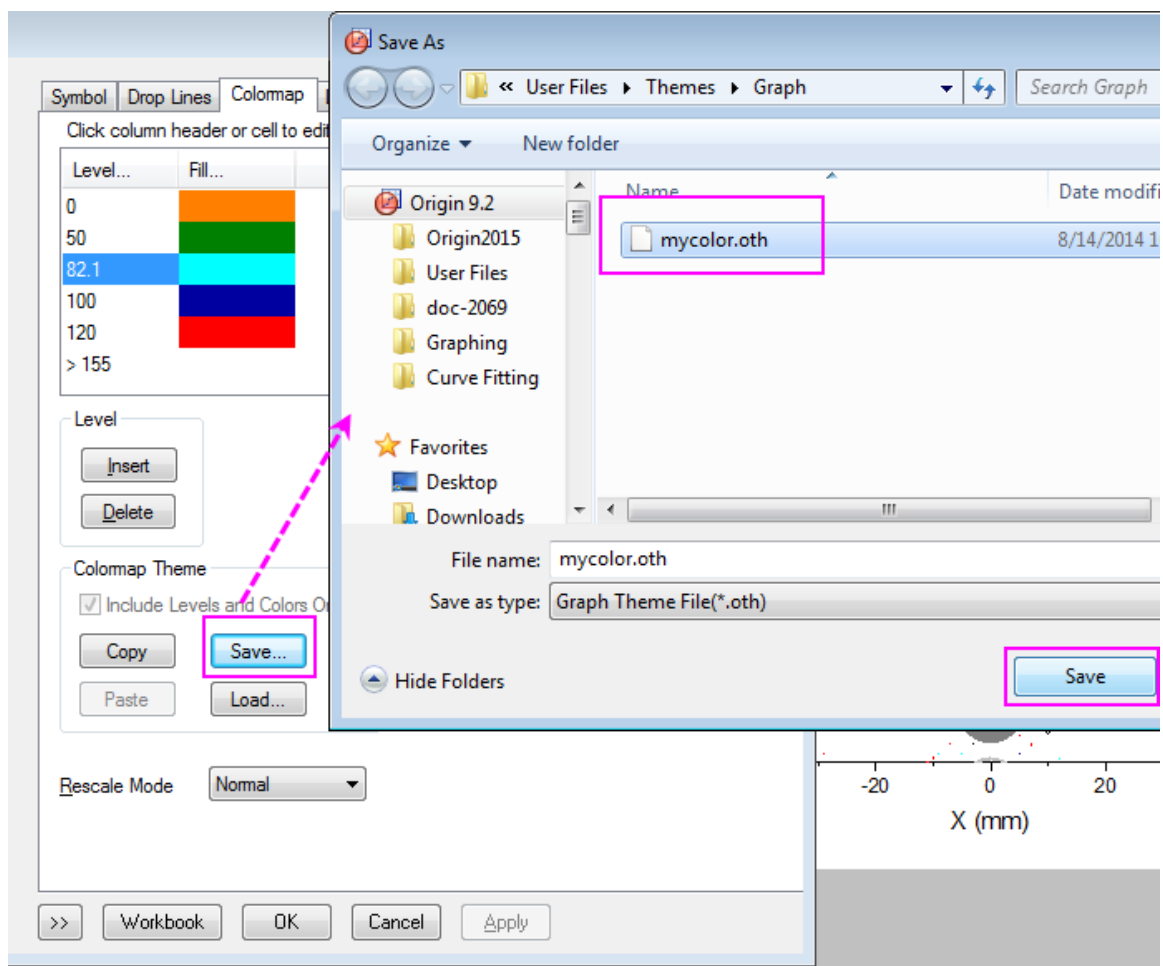 Save As
« User Files ▸ Themes ▸ Graph
Search Graph
Organize
New folder
Symbol
Drop Lines
Colormap
Click column header or cell to edit
Level...
Fill...
0
50
82.1
100
120
> 155
Origin 9.2
Origin2015
User Files
doc-2069
Graphing
Curve Fitting
Favorites
Desktop
Downloads
Name
Date modifi
mycolor.oth
8/14/2014 1
File name:
mycolor.oth
Save as type:
Graph Theme File(*.oth)
Hide Folders
Save
Level
Insert
Delete
Colormap Theme
Include Levels and Colors O
Copy
Save...
Paste
Load...
Rescale Mode
Normal
-20
0
20
X (mm)
>>
Workbook
OK
Cancel
Apply